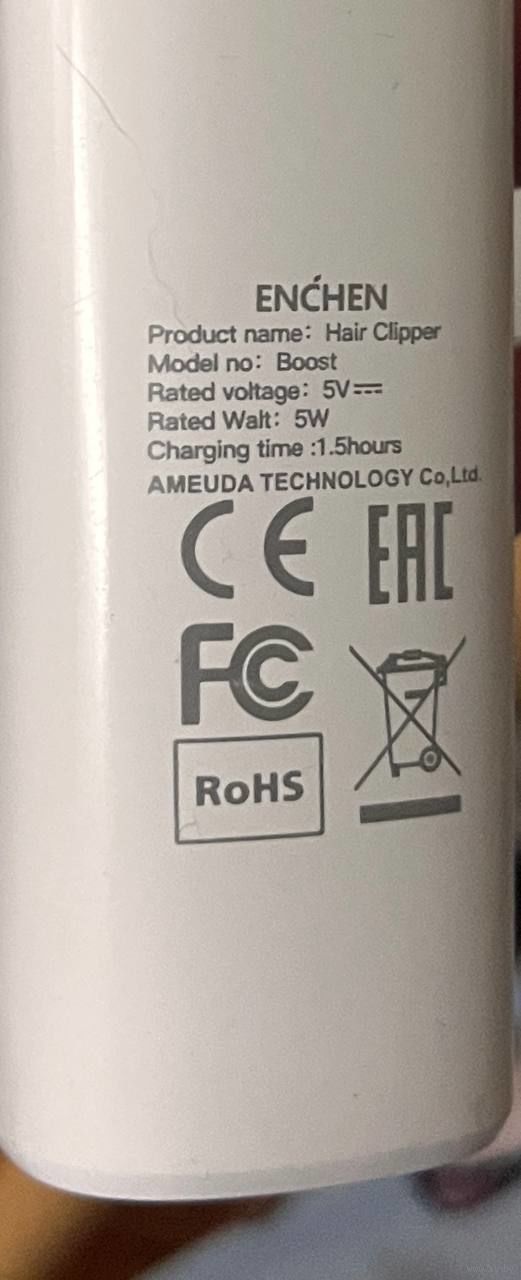 ENCHEN
Product name: Hair Clipper
Model no: Boost
Rated voltage: 5V⎓
Rated Walt: 5W
Charging time :1.5hours
AMEUDA TECHNOLOGY Co,Ltd.
CE EAC
FC
RoHS